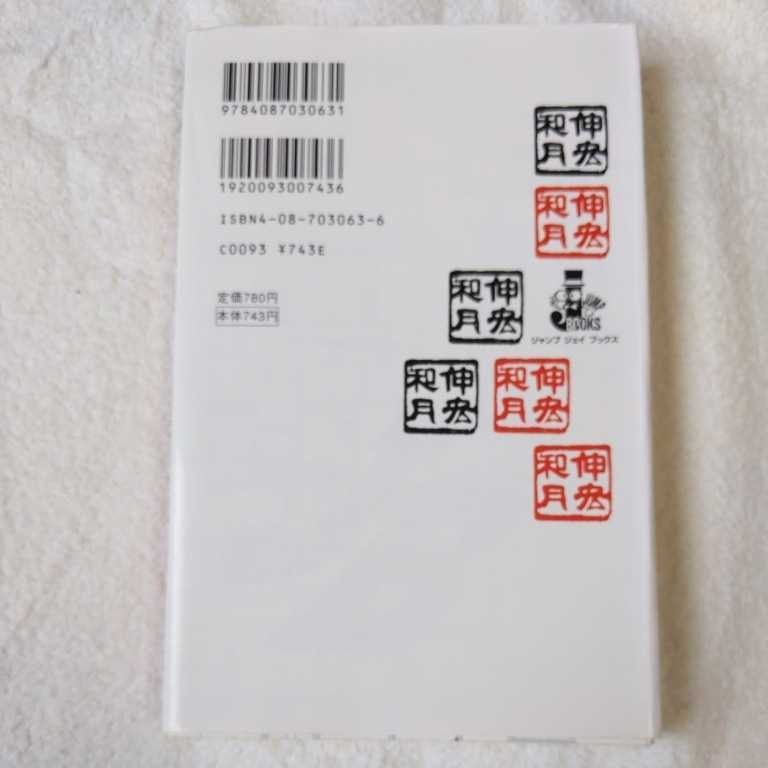 9784087030631
1920093007436
ISBN4-08-703063-6
C0093 ¥743E
定価780円
本体743円
伸宏
和月
伸宏
和月
伸宏
和月
JUMP
J BOOKS
ジャンプ ジェイ ブックス
伸宏
和月
伸宏
和月
伸宏
和月